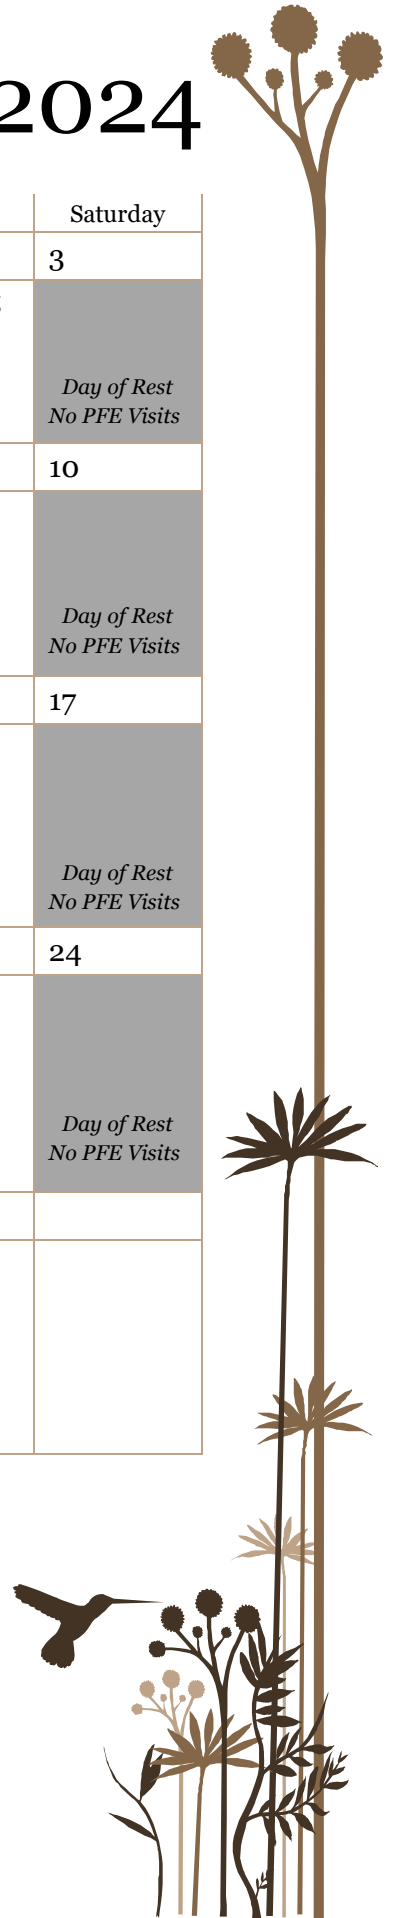 2024
Saturday
3
Day of Rest
No PFE Visits
10
Day of Rest
No PFE Visits
17
Day of Rest
No PFE Visits
24
Day of Rest
No PFE Visits